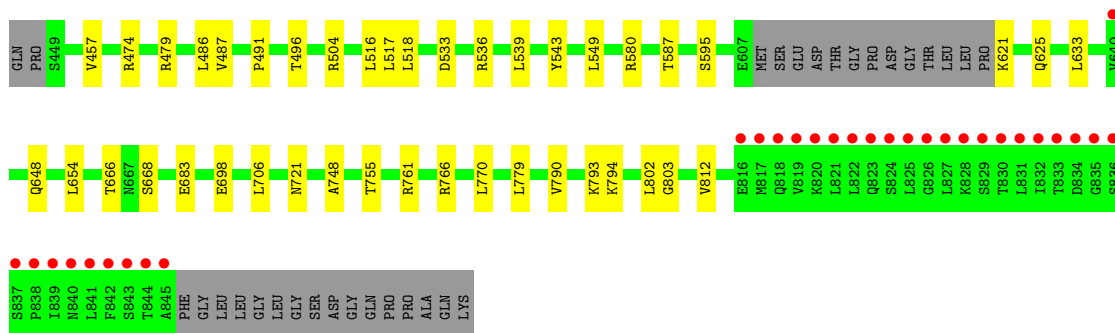 GLN PRO S449 V457 R474 R479 L486 V487 P491 T496 R504 L516 L517 L518 D533 R536 L539 Y543 L549 R580 T587 S595 E607 MET SER GLU ASP THR GLY PRO ASP GLY THR LEU LEU PRO K621 Q625 L633 V640
Q648 L654 T666 N667 S668 E683 E698 L706 N721 A748 T755 R761 R766 L770 L779 V790 K793 K794 L802 G803 V812 E816 M817 Q818 V819 K820 L821 L822 Q823 S824 L825 G826 L827 K828 S829 T830 L831 I832 T833 D834 G835 S836
S837 P838 I839 N840 L841 F842 S843 T844 A845 PHE GLY LEU LEU GLY LEU GLY SER ASP GLY GLN PRO PRO ALA GLN LYS